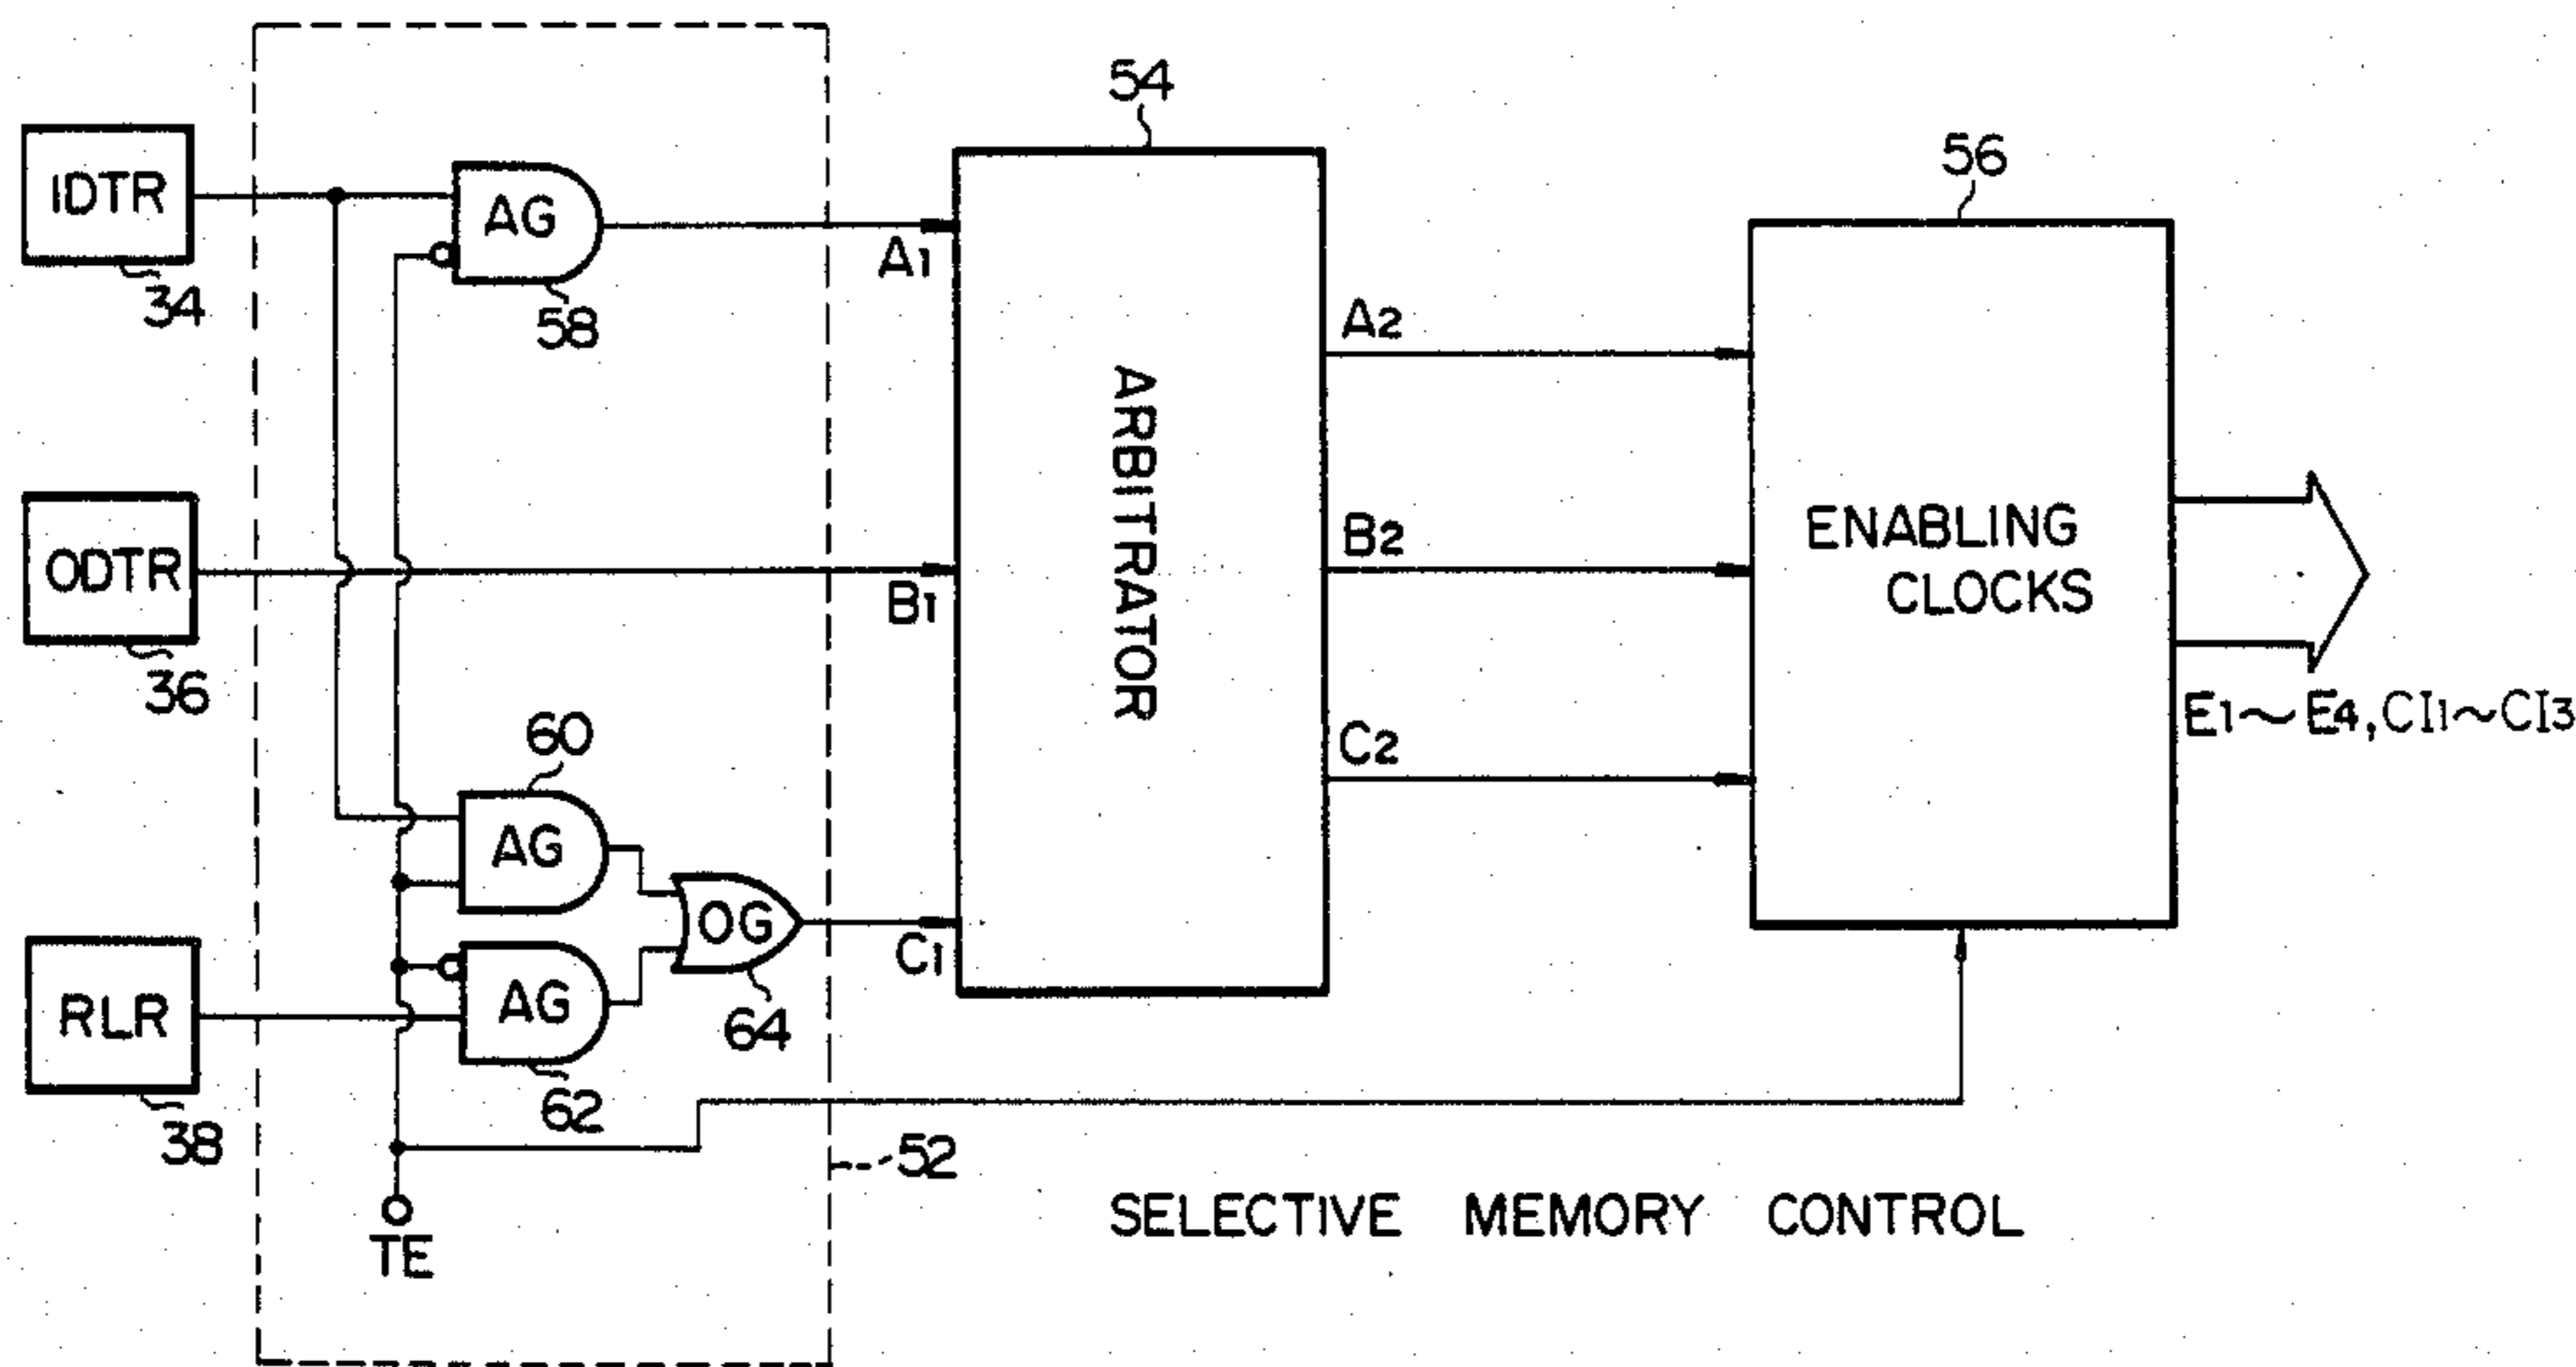 54
56
IDTR
AG
34
58
A1
A2
ODTR
36
B1
ARBITRATOR
B2
ENABLING
CLOCKS
60
AG
C2
E1~E4,CI1~CI3
RLR
38
AG
62
OG
64
C1
52
TE
SELECTIVE MEMORY CONTROL